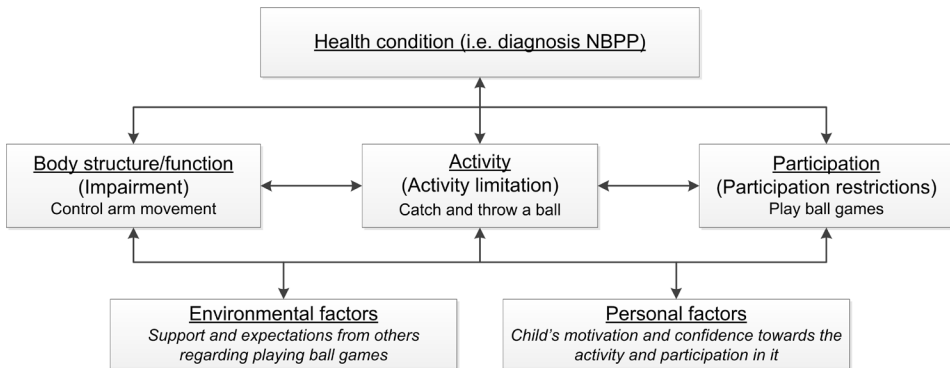 Health condition (i.e. diagnosis NBPP)
Body structure/function
(Impairment)
Control arm movement
Activity
(Activity limitation)
Catch and throw a ball
Participation
(Participation restrictions)
Play ball games
Environmental factors
Support and expectations from others
regarding playing ball games
Personal factors
Child's motivation and confidence towards the
activity and participation in it